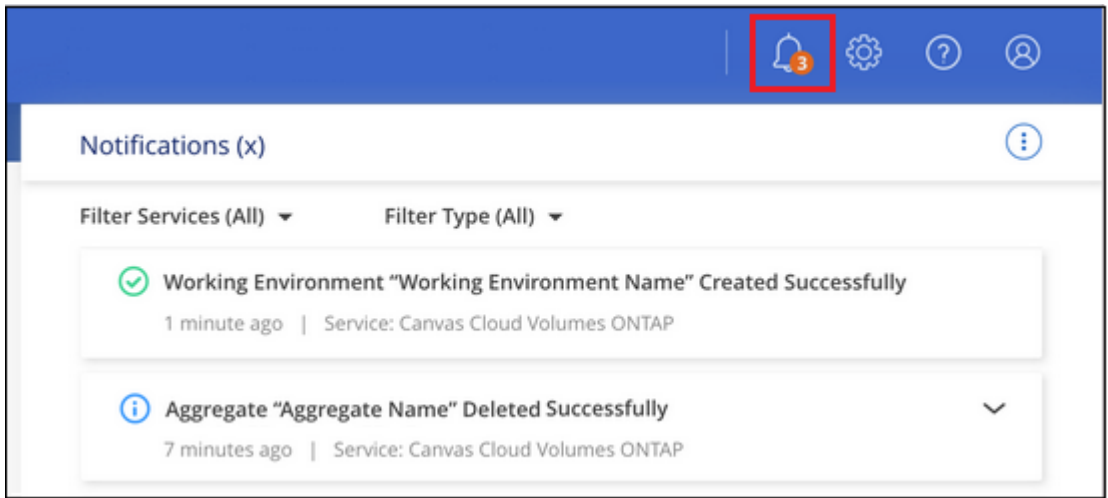 3
?
Notifications (x)
Filter Services (All) Filter Type (All)
Working Environment “Working Environment Name” Created Successfully
1 minute ago | Service: Canvas Cloud Volumes ONTAP
Aggregate “Aggregate Name” Deleted Successfully
7 minutes ago | Service: Canvas Cloud Volumes ONTAP